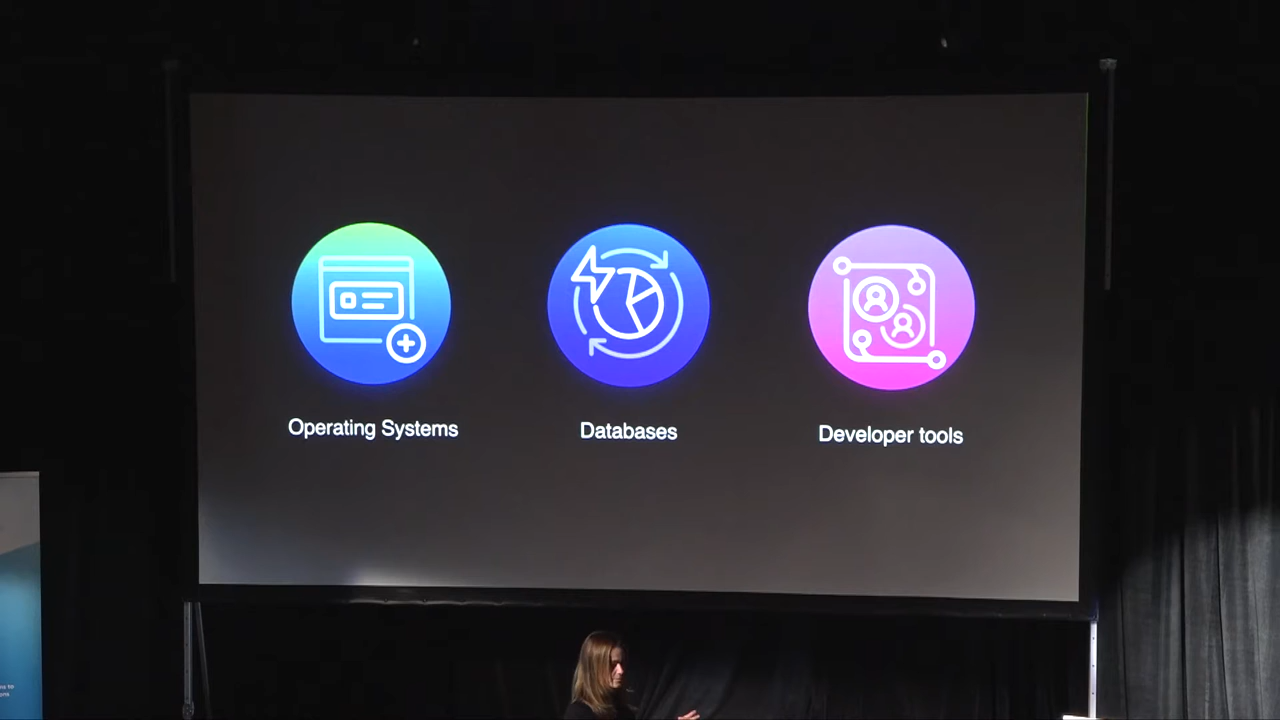 Operating Systems
Databases
Developer tools